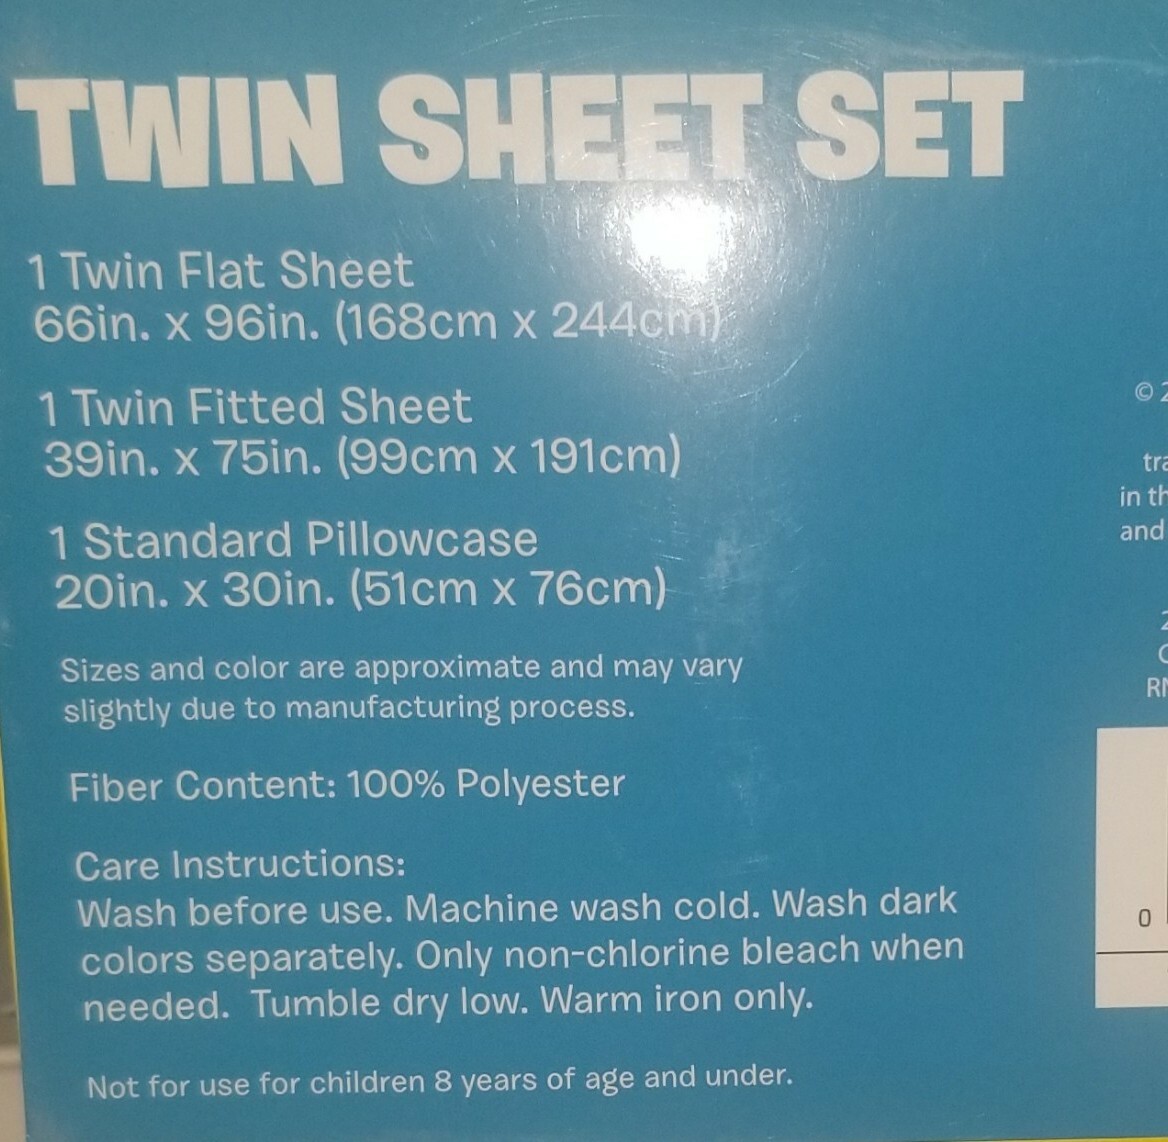 TWIN SHEET SET
1 Twin Flat Sheet
66in. x 96in. (168cm x 244cm)
1 Twin Fitted Sheet
39in. x 75in. (99cm x 191cm)
1 Standard Pillowcase
20in. x 30in. (51cm x 76cm)
Sizes and color are approximate and may vary
slightly due to manufacturing process.
Fiber Content: 100% Polyester
Care Instructions:
Wash before use. Machine wash cold. Wash dark
colors separately. Only non-chlorine bleach when
needed. Tumble dry low. Warm iron only.
Not for use for children 8 years of age and under.
©
in
and
0